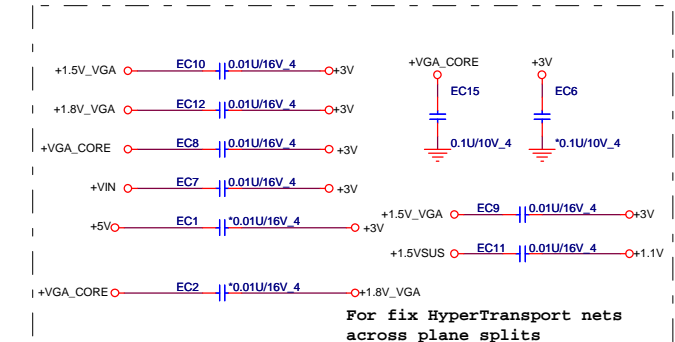 +1.5V_VGA EC10 0.01U/16V_4 +3V
+1.8V_VGA EC12 0.01U/16V_4 +3V
+VGA_CORE EC8 0.01U/16V_4 +3V
+VIN EC7 0.01U/16V_4 +3V
+5V EC1 *0.01U/16V_4 +3V
+VGA_CORE EC2 *0.01U/16V_4 +1.8V_VGA
+VGA_CORE +3V
EC15 EC6
0.1U/10V_4 *0.1U/10V_4
+1.5V_VGA EC9 0.01U/16V_4 +3V
+1.5VSUS EC11 0.01U/16V_4 +1.1V
For fix HyperTransport nets
across plane splits